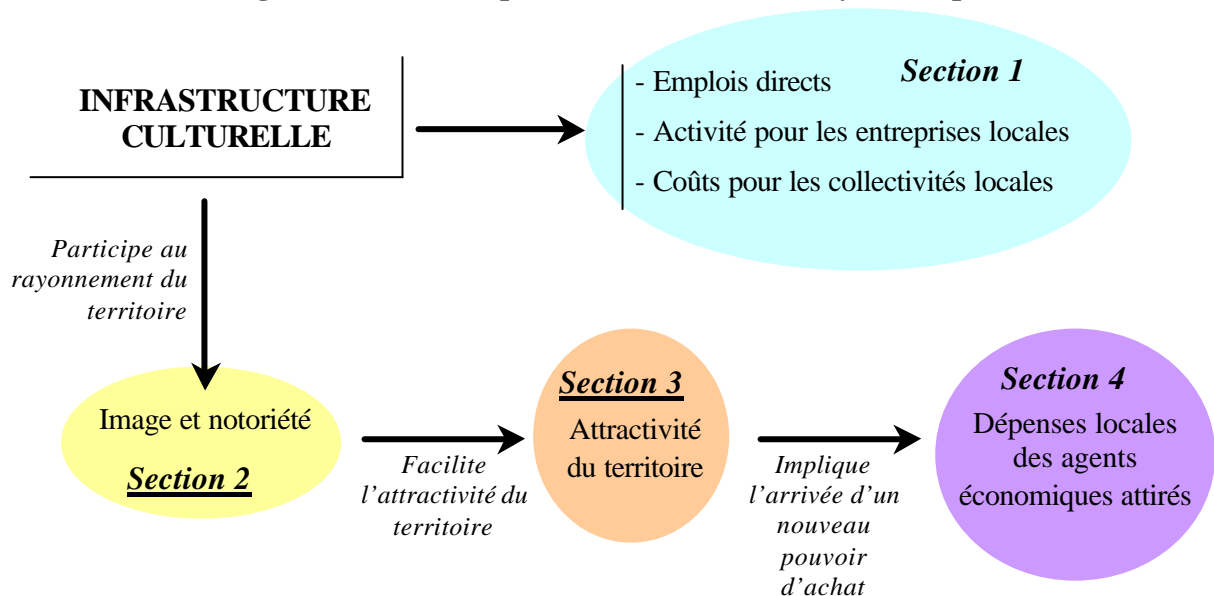 INFRASTRUCTURE
CULTURELLE
Section 1
- Emplois directs
- Activité pour les entreprises locales
- Coûts pour les collectivités locales
Participe au
rayonnement du
territoire
Image et notoriété
Section 2
Facilite
l’attractivité du
territoire
Section 3
Attractivité
du territoire
Implique
l’arrivée d’un
nouveau
pouvoir
d’achat
Section 4
Dépenses locales
des agents
économiques attirés